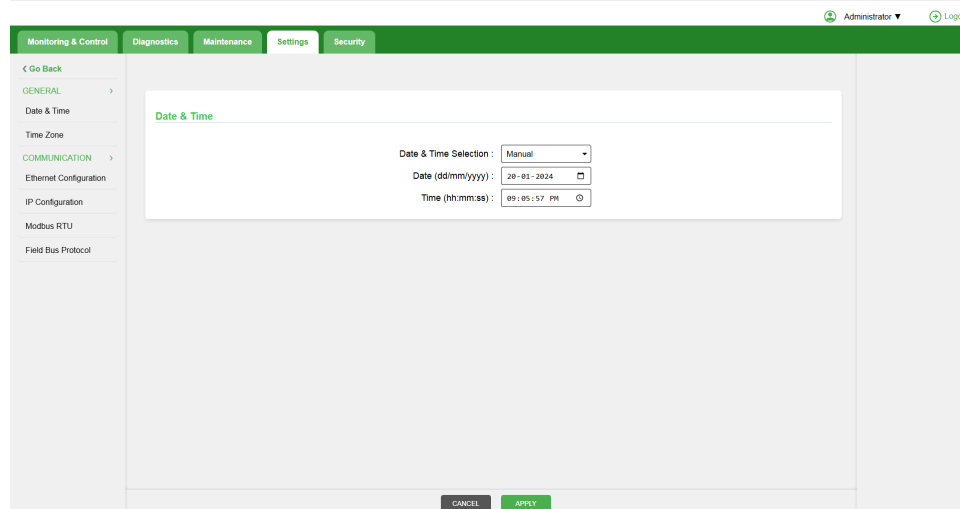 Administrator ▼ Logo
Monitoring & Control Diagnostics Maintenance Settings Security
Go Back
GENERAL
Date & Time
Time Zone
COMMUNICATION
Ethernet Configuration
IP Configuration
Modbus RTU
Field Bus Protocol
Date & Time
Date & Time Selection : Manual
Date (dd/mm/yyyy) : 20-01-2024
Time (hh:mm:ss) : 09:05:57 PM
CANCEL APPLY